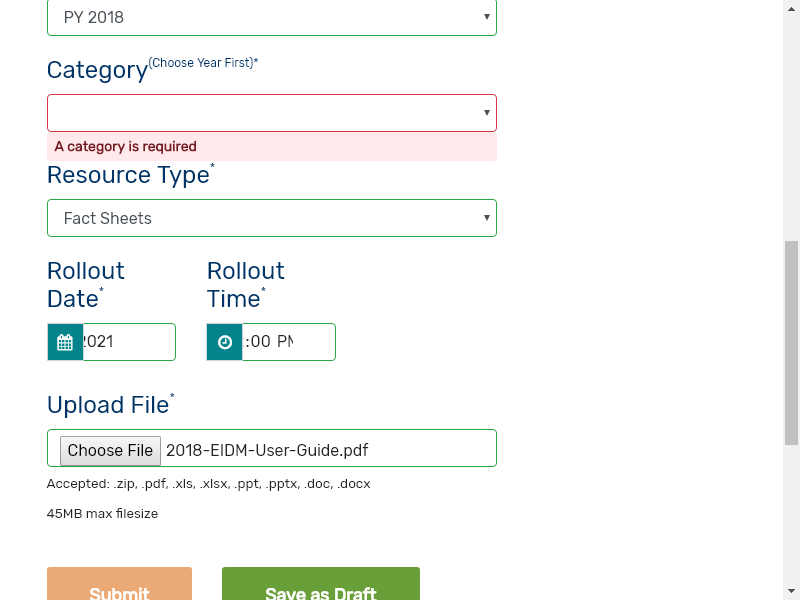 PY 2018
Category(Choose Year First)*
A category is required
Resource Type*
Fact Sheets
Rollout Date*
Rollout Time*
2021
:00 PM
Upload File*
Choose File 2018-EIDM-User-Guide.pdf
Accepted: .zip, .pdf, .xls, .xlsx, .ppt, .pptx, .doc, .docx
45MB max filesize
Submit
Save as Draft